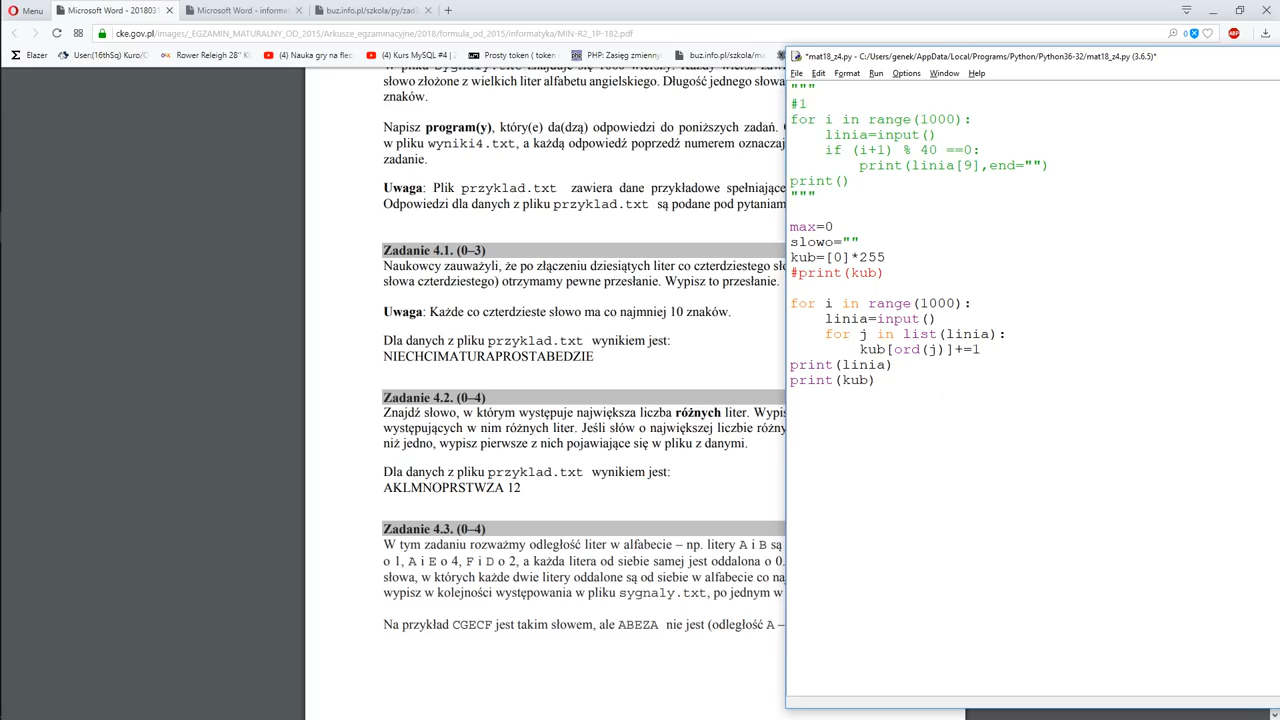 Menu
Microsoft Word - 2018031
Microsoft Word - informat
buz.info.pl/szkola/py/zad3
cke.gov.pl/images/_EGZAMIN_MATURALNY_OD_2015/Arkusze_egzaminacyjne/2018/formula_od_2015/informatyka/MIN-R2_1P-182.pdf
Elazer
User:(16thSq) Kuro/
Rower Raleigh 28" K
(4) Nauka gry na flec
(4) Kurs MySQL #4 |
Prosty token ( token
PHP: Zasięg zmienny
buz.info.pl/szkola/ma
słowo złożone z wielkich liter alfabetu angielskiego. Długość jednego słowa
znaków.
Napisz program(y), który(e) da(dzą) odpowiedzi do poniższych zadań.
w pliku wyniki4.txt, a każdą odpowiedź poprzedź numerem oznaczaj
zadanie.
Uwaga: Plik przyklad.txt zawiera dane przykładowe spełniające
Odpowiedzi dla danych z pliku przyklad.txt są podane pod pytaniam
Zadanie 4.1. (0–3)
Naukowcy zauważyli, że po złączeniu dziesiątych liter co czterdziestego sło
słowa czterdziestego) otrzymamy pewne przesłanie. Wypisz to przesłanie.
Uwaga: Każde co czterdzieste słowo ma co najmniej 10 znaków.
Dla danych z pliku przyklad.txt wynikiem jest:
NIECHCIMATURAPROSTABEDZIE
Zadanie 4.2. (0–4)
Znajdź słowo, w którym występuje największa liczba różnych liter. Wypi
występujących w nim różnych liter. Jeśli słów o największej liczbie różny
niż jedno, wypisz pierwsze z nich pojawiające się w pliku z danymi.
Dla danych z pliku przyklad.txt wynikiem jest:
AKLMNOPRSTWZA 12
Zadanie 4.3. (0–4)
W tym zadaniu rozważmy odległość liter w alfabecie – np. litery A i B są
o 1, A i E o 4, F i D o 2, a każda litera od siebie samej jest oddalona o 0.
słowa, w których każde dwie litery oddalone są od siebie w alfabecie co na
wypisz w kolejności występowania w pliku sygnaly.txt, po jednym w
Na przykład CGECF jest takim słowem, ale ABEZA nie jest (odległość A –
*mat18_z4.py - C:/Users/genek/AppData/Local/Programs/Python/Python36-32/mat18_z4.py (3.6.5)*
File Edit Format Run Options Window Help
"""
#1
for i in range(1000):
    linia=input()
    if (i+1) % 40 ==0:
        print(linia[9],end="")
print()
"""
max=0
slowo=""
kub=[0]*255
#print(kub)
for i in range(1000):
    linia=input()
    for j in list(linia):
        kub[ord(j)]+=1
print(linia)
print(kub)